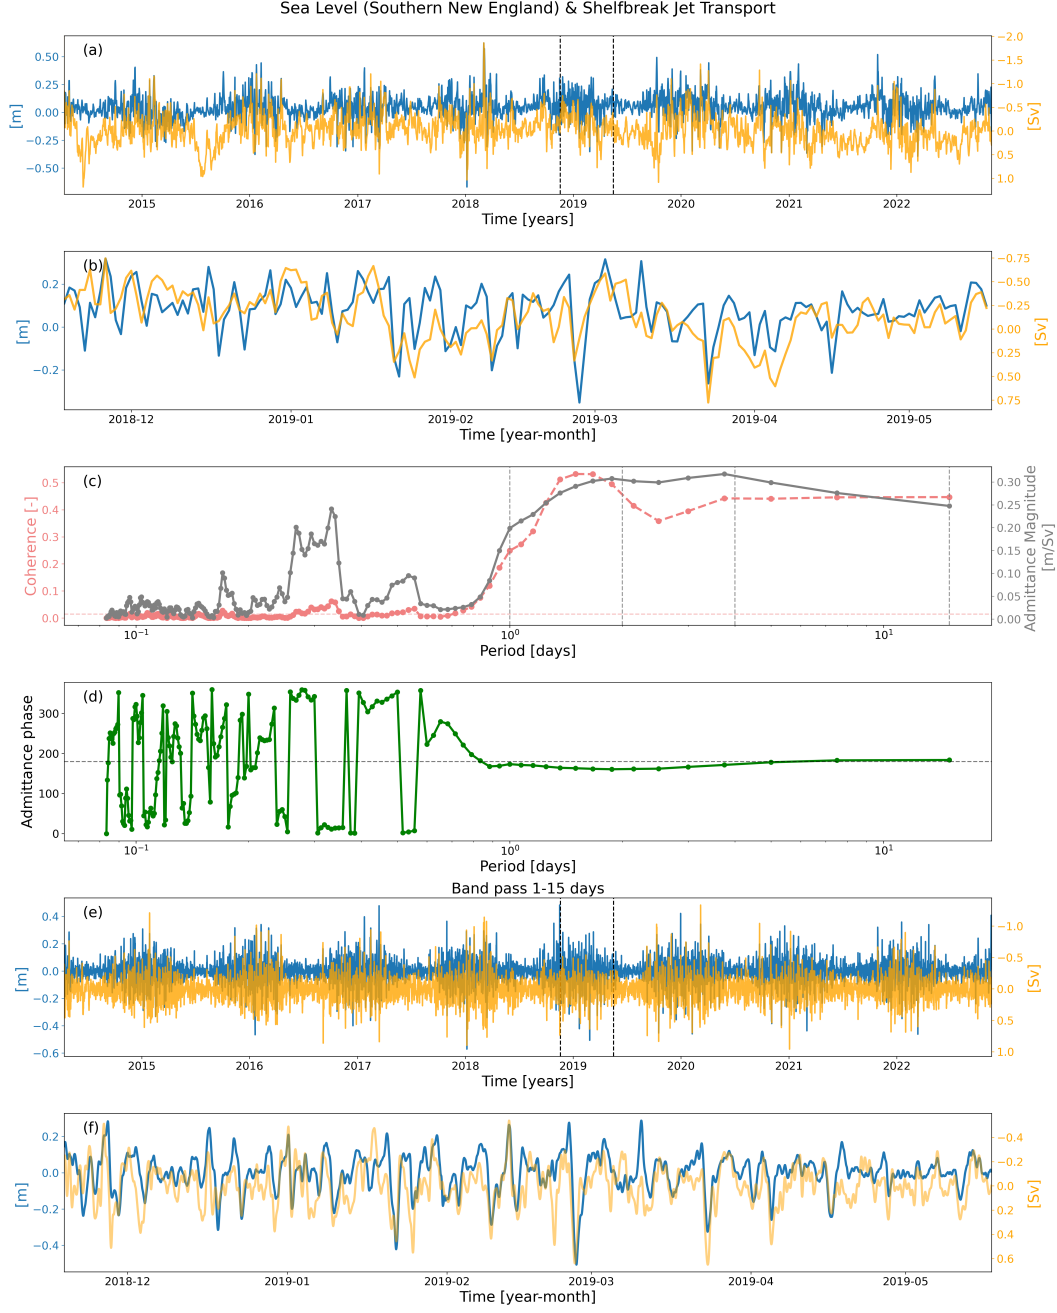 Sea Level (Southern New England) & Shelfbreak Jet Transport
(a)
[m]
0.50
0.25
0.00
−0.25
−0.50
−2.0
−1.5
−1.0
−0.5
0.0
0.5
1.0
[Sv]
2015 2016 2017 2018 2019 2020 2021 2022
Time [years]
(b)
[m]
0.2
0.0
−0.2
−0.75
−0.50
−0.25
0.00
0.25
0.50
0.75
[Sv]
2018-12 2019-01 2019-02 2019-03 2019-04 2019-05
Time [year-month]
(c)
Coherence [-]
0.5
0.4
0.3
0.2
0.1
0.0
0.30
0.25
0.20
0.15
0.10
0.05
0.00
Admittance Magnitude
[m/Sv]
10⁻¹ 10⁰ 10¹
Period [days]
(d)
Admittance phase
300
200
100
0
10⁻¹ 10⁰ 10¹
Period [days]
Band pass 1-15 days
(e)
[m]
0.4
0.2
0.0
−0.2
−0.4
−0.6
−1.0
−0.5
0.0
0.5
1.0
[Sv]
2015 2016 2017 2018 2019 2020 2021 2022
Time [years]
(f)
[m]
0.2
0.0
−0.2
−0.4
−0.4
−0.2
0.0
0.2
0.4
0.6
[Sv]
2018-12 2019-01 2019-02 2019-03 2019-04 2019-05
Time [year-month]